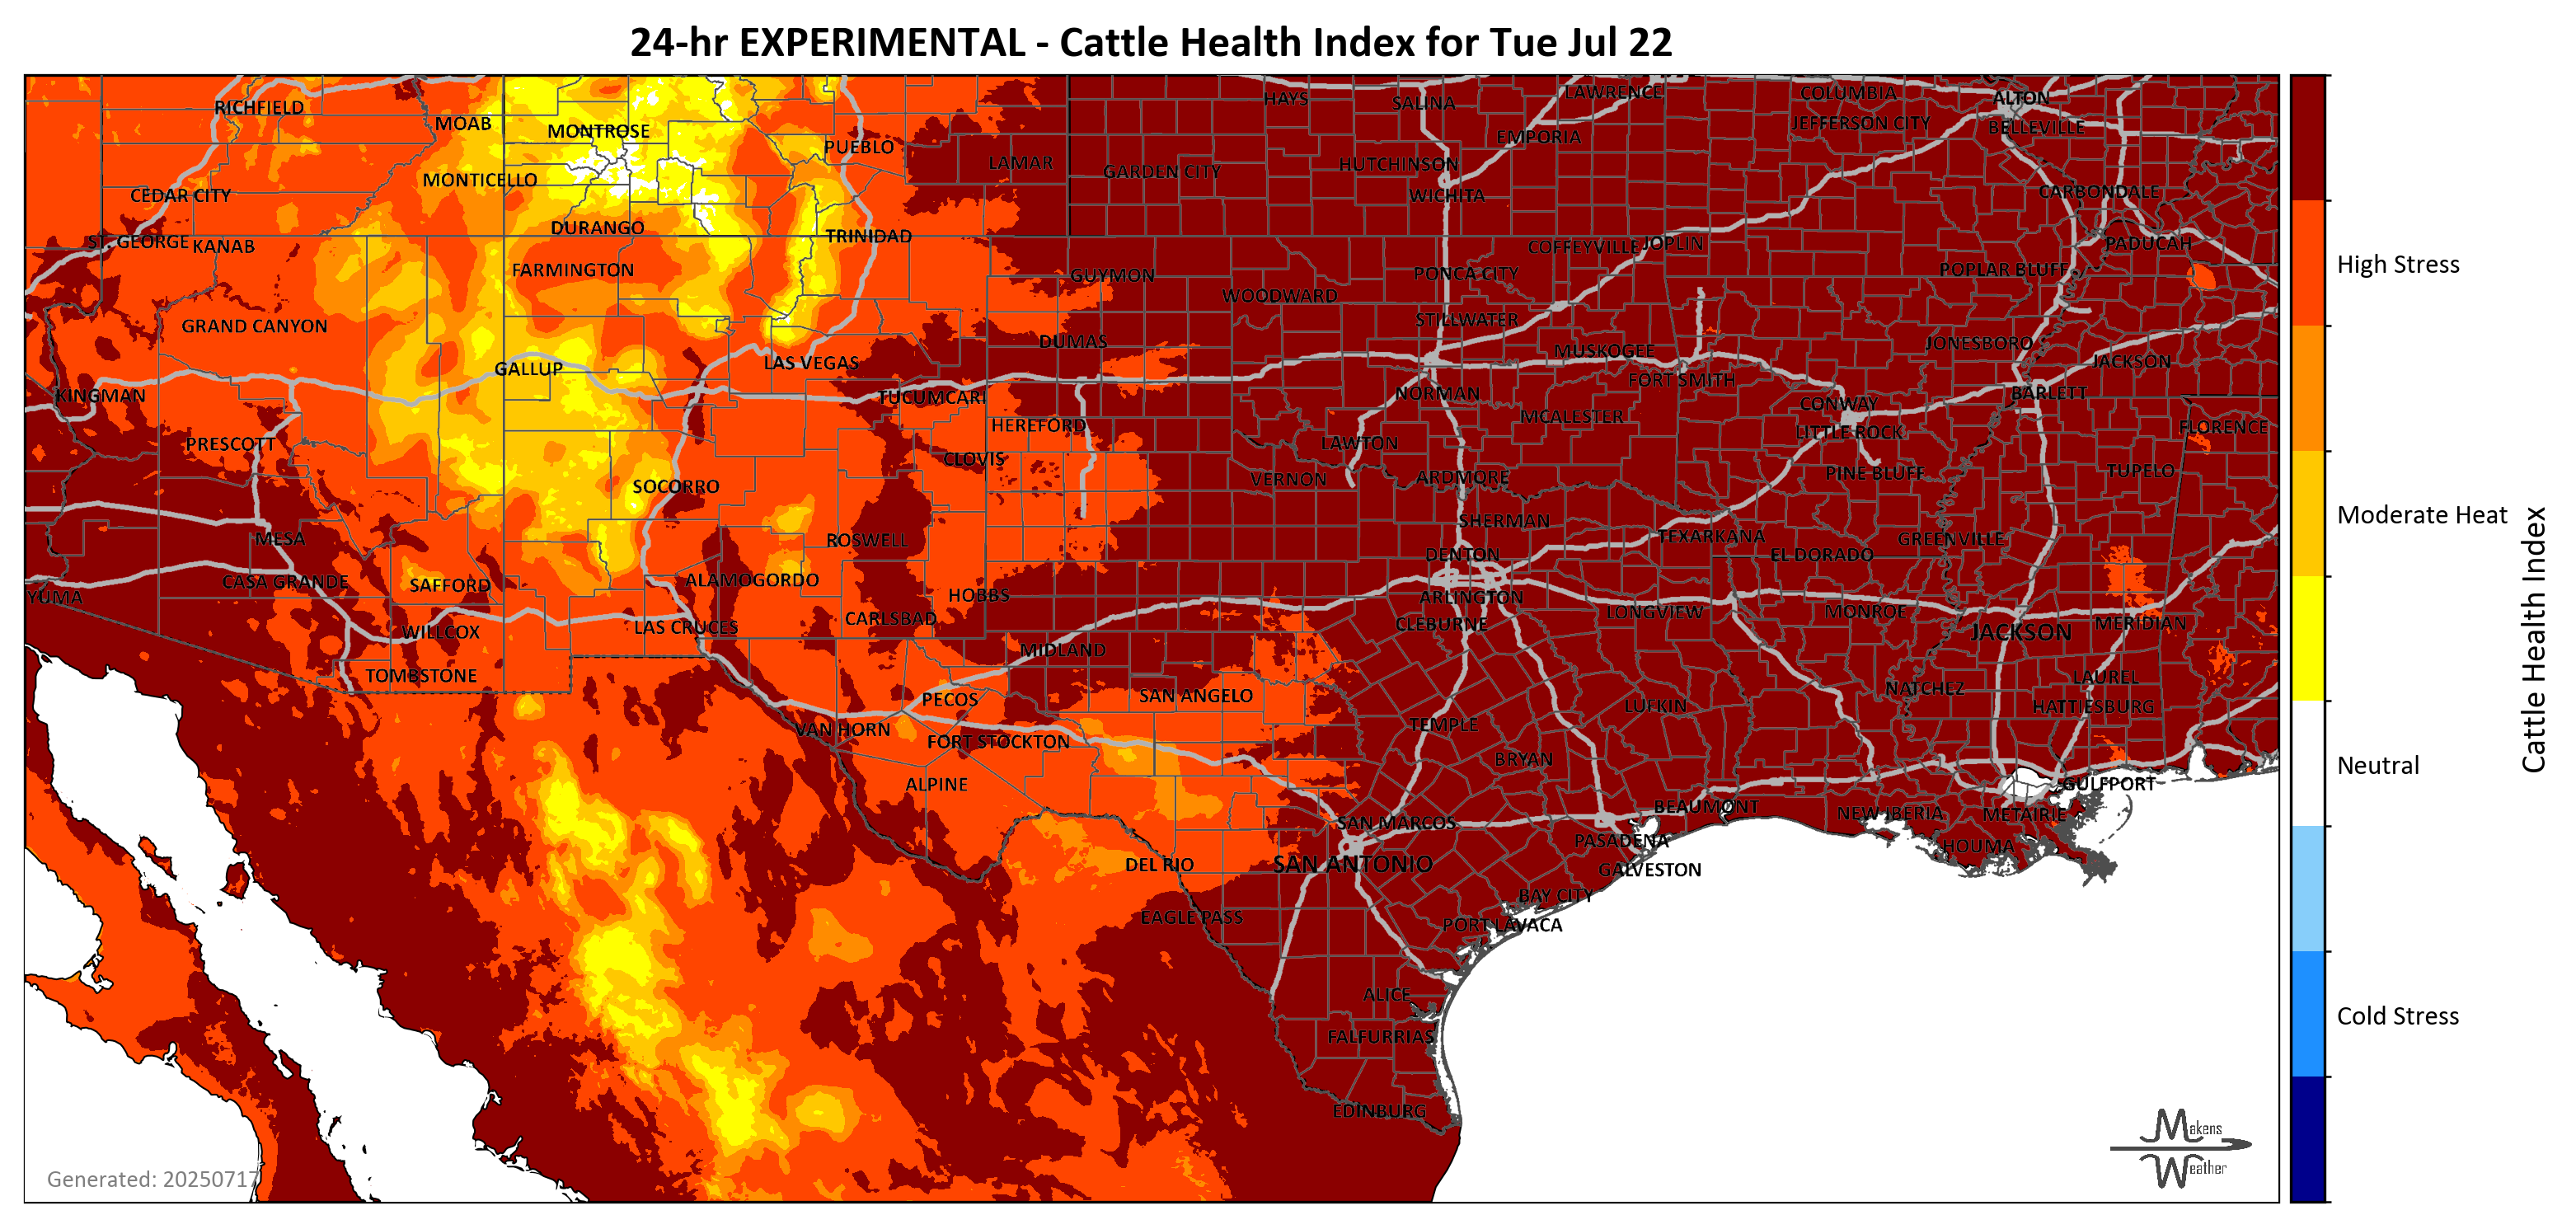 24-hr EXPERIMENTAL - Cattle Health Index for Tue Jul 22
RICHFIELD
MOAB
MONTROSE
PUEBLO
LAMAR
HAYS
SALINA
LAWRENCE
COLUMBIA
ALTON
JEFFERSON CITY
BELLEVILLE
EMPORIA
GARDEN CITY
HUTCHINSON
WICHITA
CARBONDALE
CEDAR CITY
MONTICELLO
DURANGO
TRINIDAD
ST. GEORGE
KANAB
COFFEYVILLE
JOPLIN
PADUCAH
FARMINGTON
GUYMON
PONCA CITY
POPLAR BLUFF
WOODWARD
GRAND CANYON
STILLWATER
DUMAS
MUSKOGEE
JONESBORO
JACKSON
GALLUP
LAS VEGAS
FORT SMITH
KINGMAN
TUCUMCARI
NORMAN
BARLETT
CONWAY
MCALESTER
HEREFORD
LITTLE ROCK
FLORENCE
PRESCOTT
LAWTON
CLOVIS
VERNON
ARDMORE
PINE BLUFF
TUPELO
SOCORRO
SHERMAN
MESA
ROSWELL
TEXARKANA
GREENVILLE
DENTON
EL DORADO
CASA GRANDE
SAFFORD
ALAMOGORDO
HOBBS
ARLINGTON
YUMA
LONGVIEW
MONROE
CARLSBAD
CLEBURNE
WILLCOX
LAS CRUCES
JACKSON
MERIDIAN
MIDLAND
TOMBSTONE
PECOS
SAN ANGELO
NATCHEZ
LAUREL
LUFKIN
HATTIESBURG
VAN HORN
FORT STOCKTON
TEMPLE
BRYAN
ALPINE
GULFPORT
BEAUMONT
NEW IBERIA
METAIRIE
SAN MARCOS
PASADENA
HOUMA
DEL RIO
SAN ANTONIO
GALVESTON
BAY CITY
EAGLE PASS
PORT LAVACA
ALICE
FALFURRIAS
EDINBURG
Generated: 20250717
Makens
Weather
High Stress
Moderate Heat
Neutral
Cold Stress
Cattle Health Index